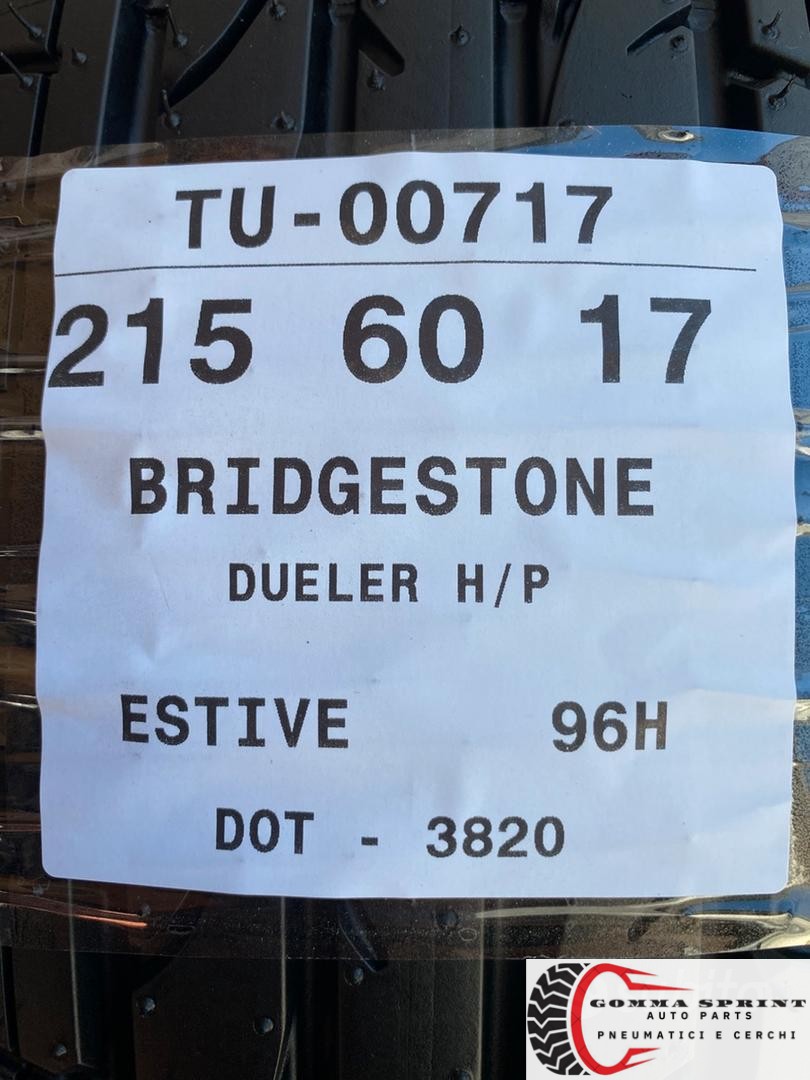 TU-00717
215 60 17
BRIDGESTONE
DUELER H/P
ESTIVE 96H
DOT - 3820
GOMMA SPRINT
AUTO PARTS
PNEUMATICI E CERCHI